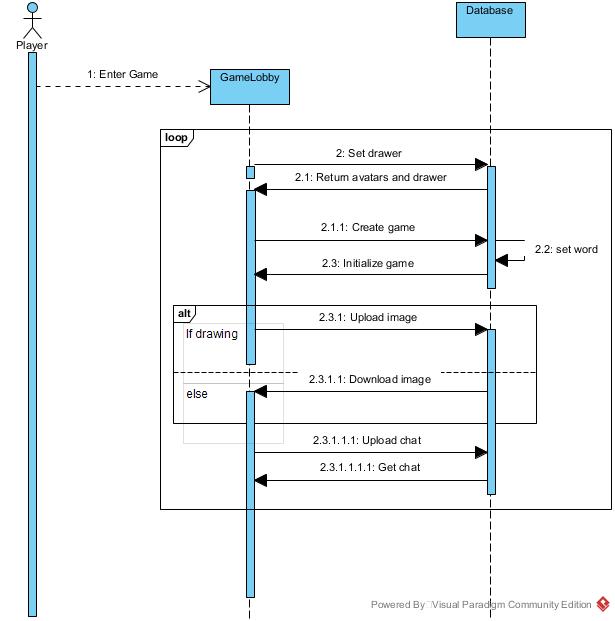 Database
Player
1: Enter Game
GameLobby
loop
2: Set drawer
2.1: Return avatars and drawer
2.1.1: Create game
2.2: set word
2.3: Initialize game
alt
2.3.1: Upload image
If drawing
2.3.1.1: Download image
else
2.3.1.1.1: Upload chat
2.3.1.1.1.1: Get chat
Powered By Visual Paradigm Community Edition